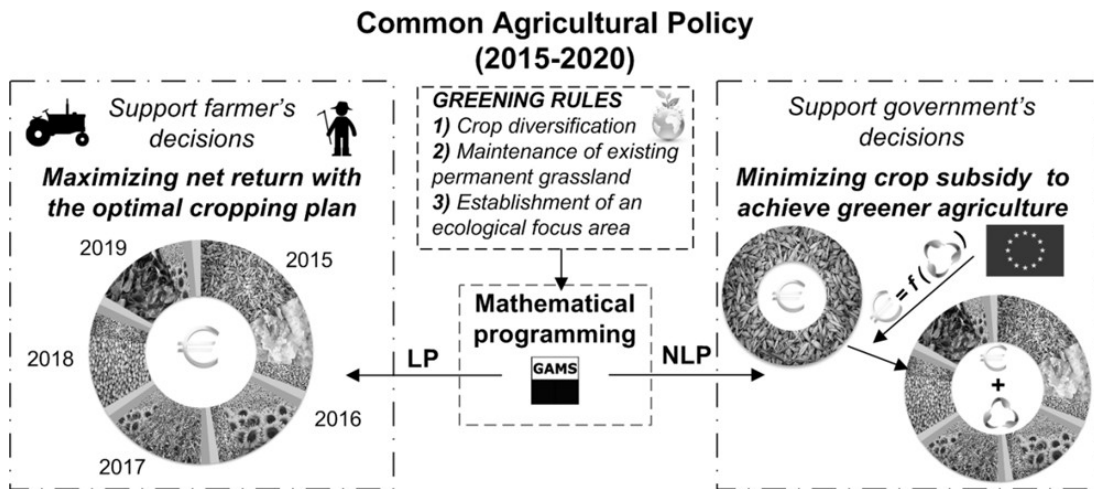 Common Agricultural Policy
(2015-2020)
Support farmer's
decisions
Maximizing net return with
the optimal cropping plan
2019
2015
2018
2016
2017
€
GREENING RULES
1) Crop diversification
2) Maintenance of existing
permanent grassland
3) Establishment of an
ecological focus area
Mathematical
programming
GAMS
LP
NLP
Support government's
decisions
Minimizing crop subsidy to
achieve greener agriculture
€
€ = f ( )
€
+